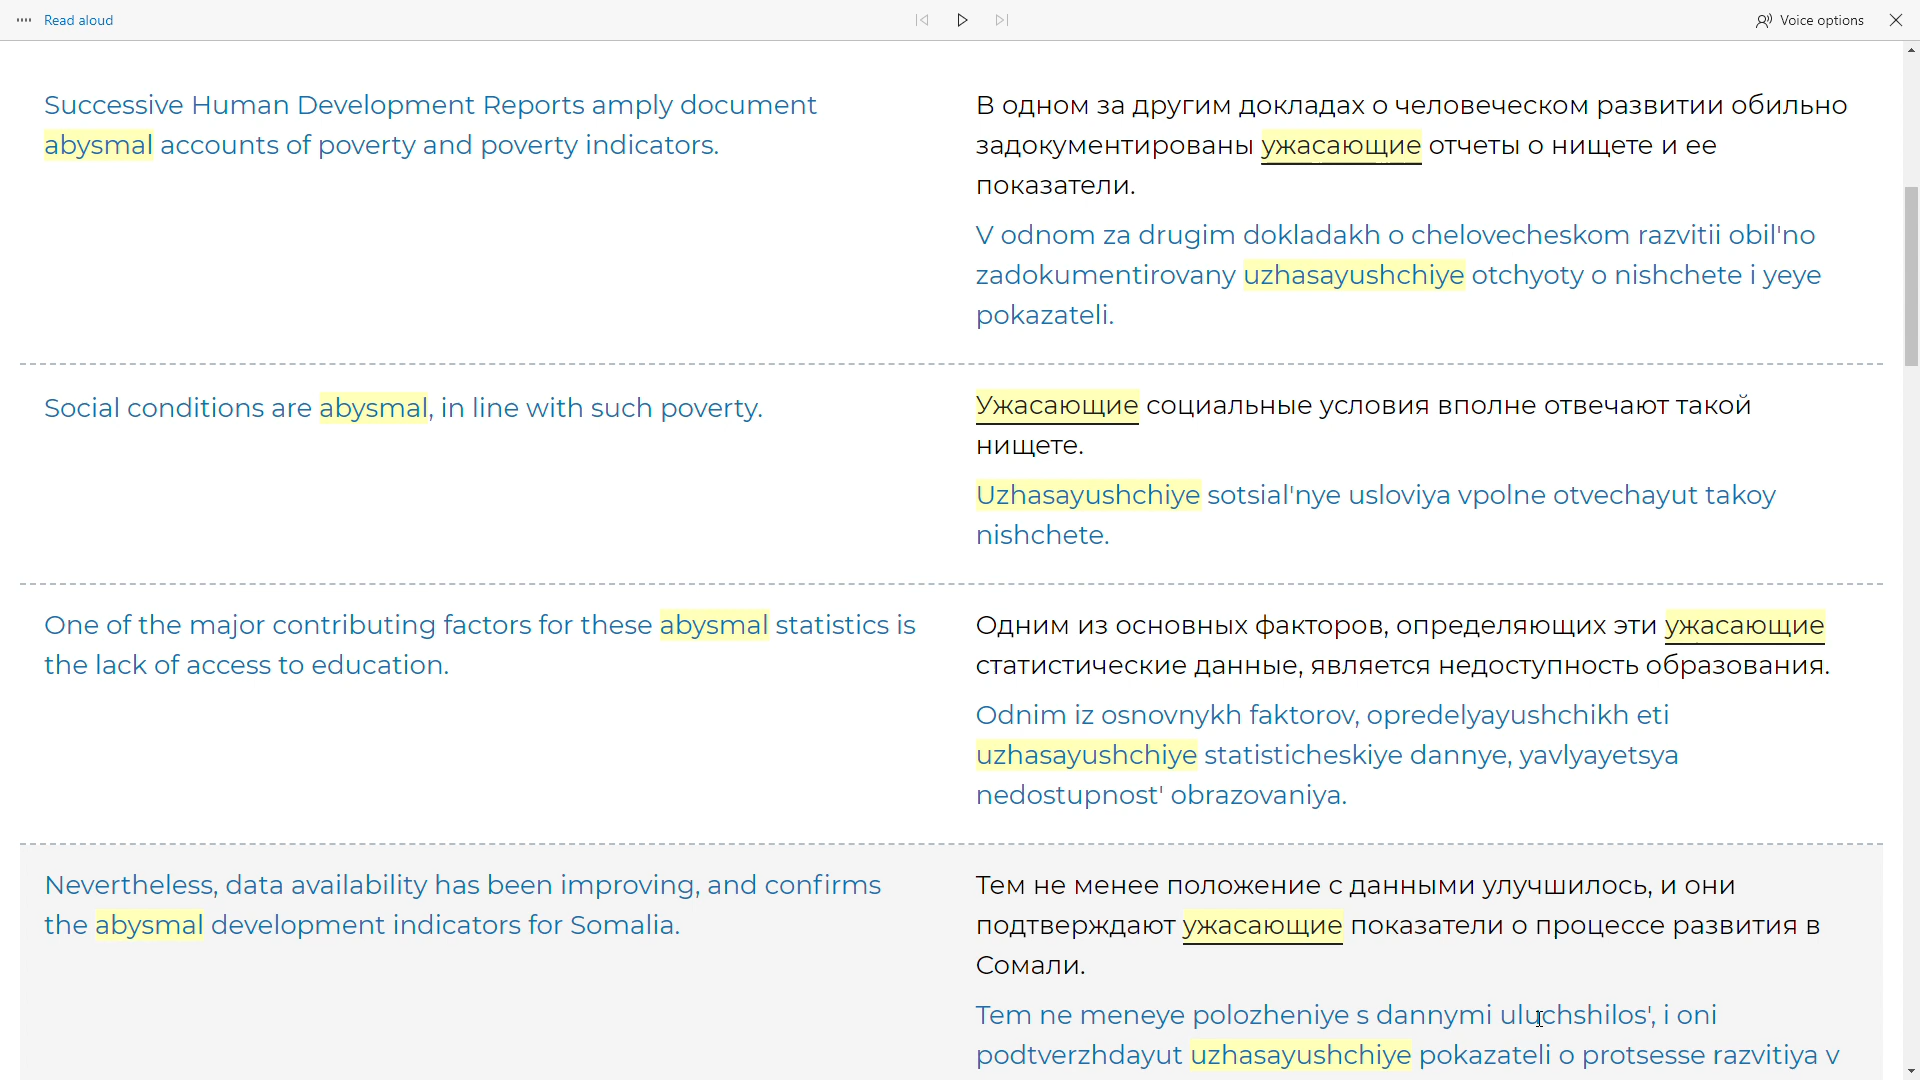 Read aloud
Voice options
Successive Human Development Reports amply document
abysmal accounts of poverty and poverty indicators.
В одном за другим докладах о человеческом развитии обильно
задокументированы ужасающие отчеты о нищете и ее
показатели.
V odnom za drugim dokladakh o chelovecheskom razvitii obil'no
zadokumentirovany uzhasayushchiye otchyoty o nishchete i yeye
pokazateli.
Social conditions are abysmal, in line with such poverty.
Ужасающие социальные условия вполне отвечают такой
нищете.
Uzhasayushchiye sotsial'nye usloviya vpolne otvechayut takoy
nishchete.
One of the major contributing factors for these abysmal statistics is
the lack of access to education.
Одним из основных факторов, определяющих эти ужасающие
статистические данные, является недоступность образования.
Odnim iz osnovnykh faktorov, opredelyayushchikh eti
uzhasayushchiye statisticheskiye dannye, yavlyayetsya
nedostupnost' obrazovaniya.
Nevertheless, data availability has been improving, and confirms
the abysmal development indicators for Somalia.
Тем не менее положение с данными улучшилось, и они
подтверждают ужасающие показатели о процессе развития в
Сомали.
Tem ne meneye polozheniye s dannymi uluchshilos', i oni
podtverzhdayut uzhasayushchiye pokazateli o protsesse razvitiya v